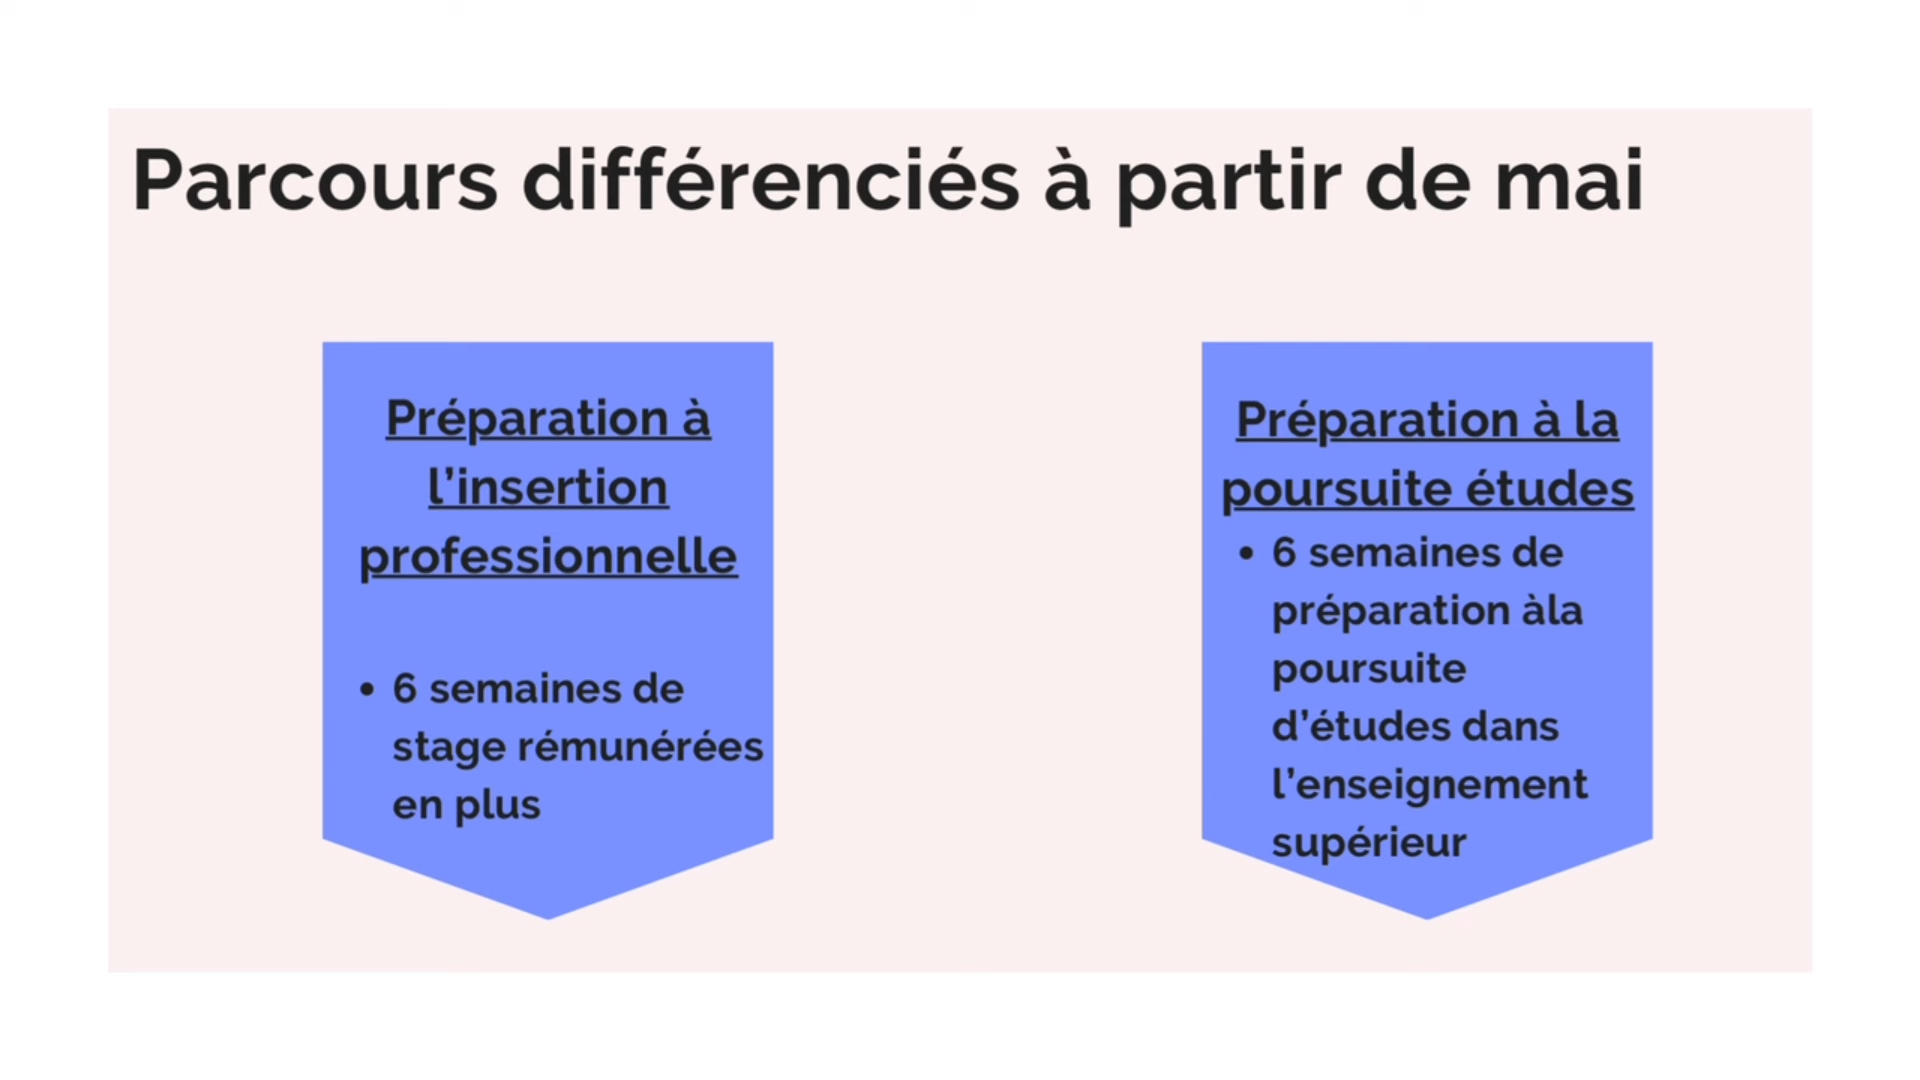 Parcours différenciés à partir de mai
Préparation à
l’insertion
professionnelle
• 6 semaines de
stage rémunérées
en plus
Préparation à la
poursuite études
• 6 semaines de
préparation àla
poursuite
d’études dans
l’enseignement
supérieur